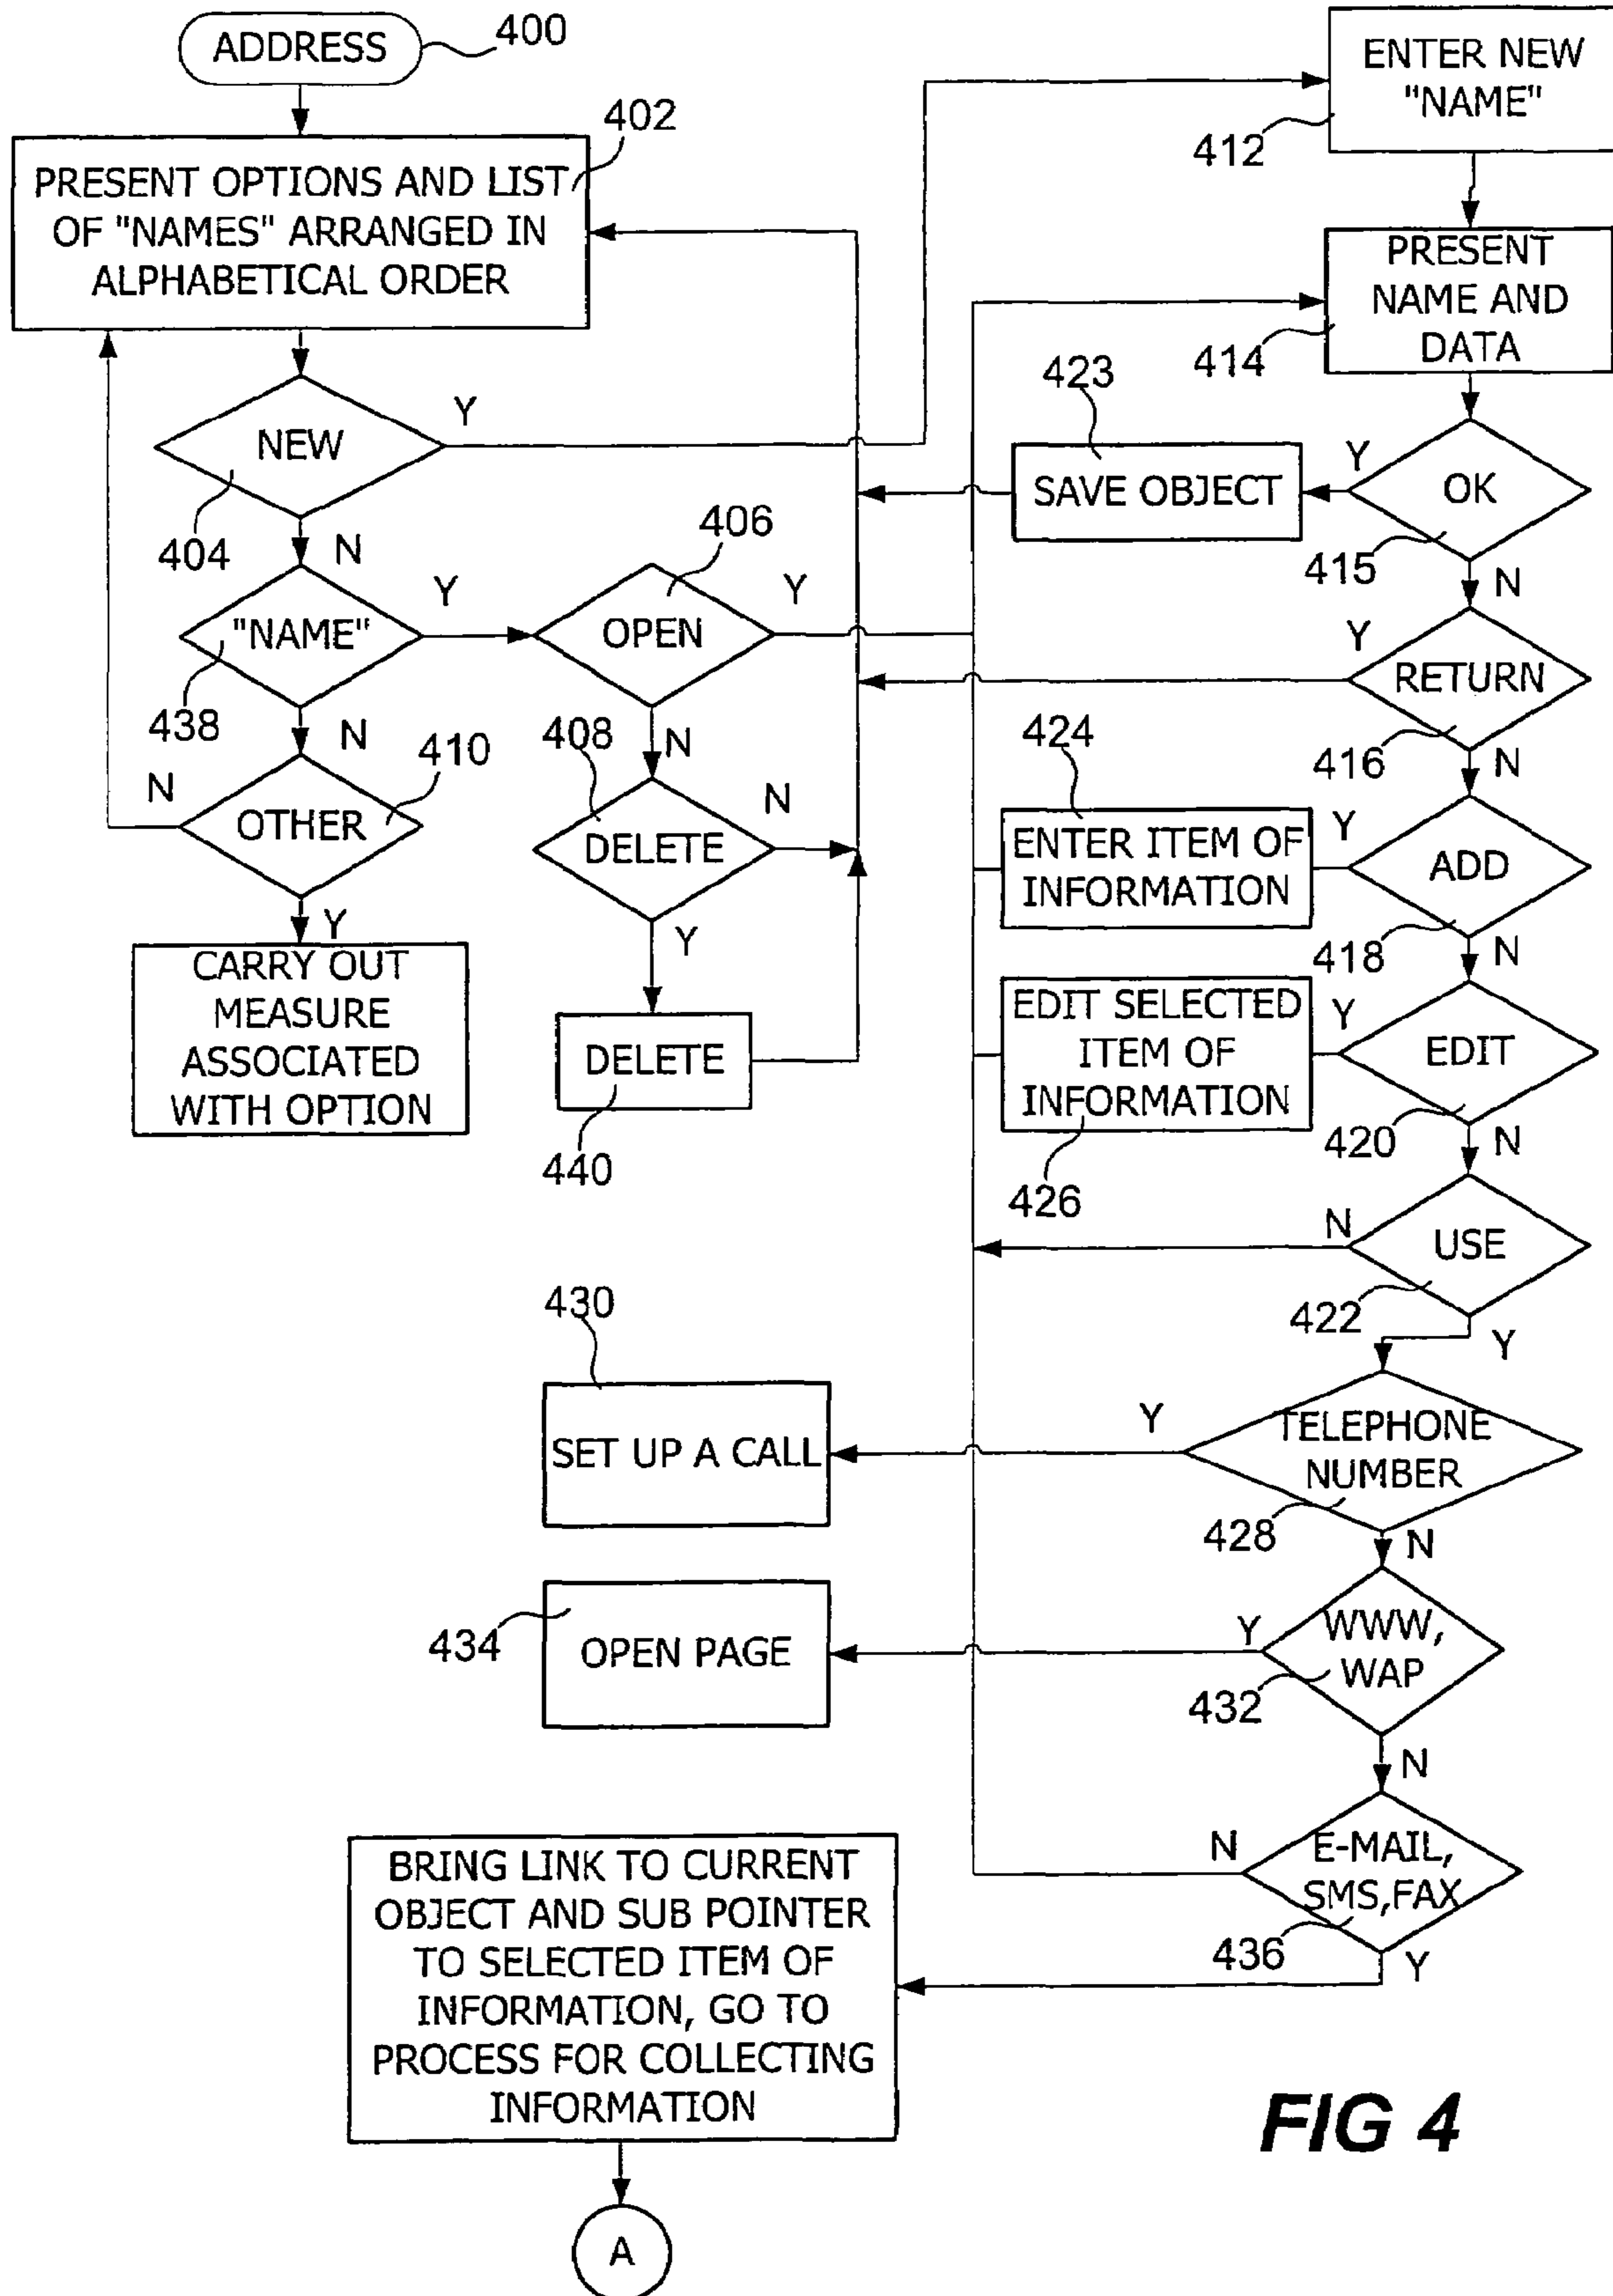 ADDRESS
400
402
PRESENT OPTIONS AND LIST
OF "NAMES" ARRANGED IN
ALPHABETICAL ORDER
NEW
Y
404
N
"NAME"
Y
438
N
406
OPEN
Y
N
OTHER
410
N
Y
CARRY OUT
MEASURE
ASSOCIATED
WITH OPTION
408
DELETE
N
Y
DELETE
440
ENTER NEW
"NAME"
412
PRESENT
NAME AND
DATA
414
423
SAVE OBJECT
Y
OK
415
N
Y
RETURN
416
N
424
ENTER ITEM OF
INFORMATION
Y
ADD
418
N
EDIT SELECTED
ITEM OF
INFORMATION
426
Y
EDIT
420
N
N
USE
422
Y
430
SET UP A CALL
Y
TELEPHONE
NUMBER
428
N
434
OPEN PAGE
Y
WWW,
WAP
432
N
N
E-MAIL,
SMS,FAX
436
Y
BRING LINK TO CURRENT
OBJECT AND SUB POINTER
TO SELECTED ITEM OF
INFORMATION, GO TO
PROCESS FOR COLLECTING
INFORMATION
A
FIG 4